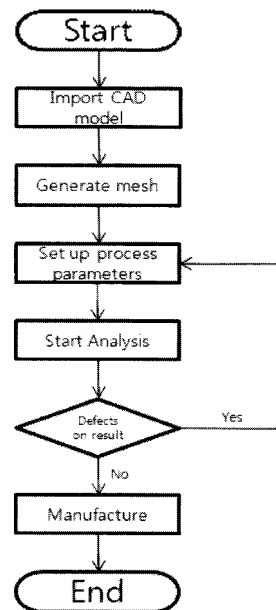 Start
Import CAD
model
Generate mesh
Set up process
parameters
Start Analysis
Defects
on result
Yes
No
Manufacture
End